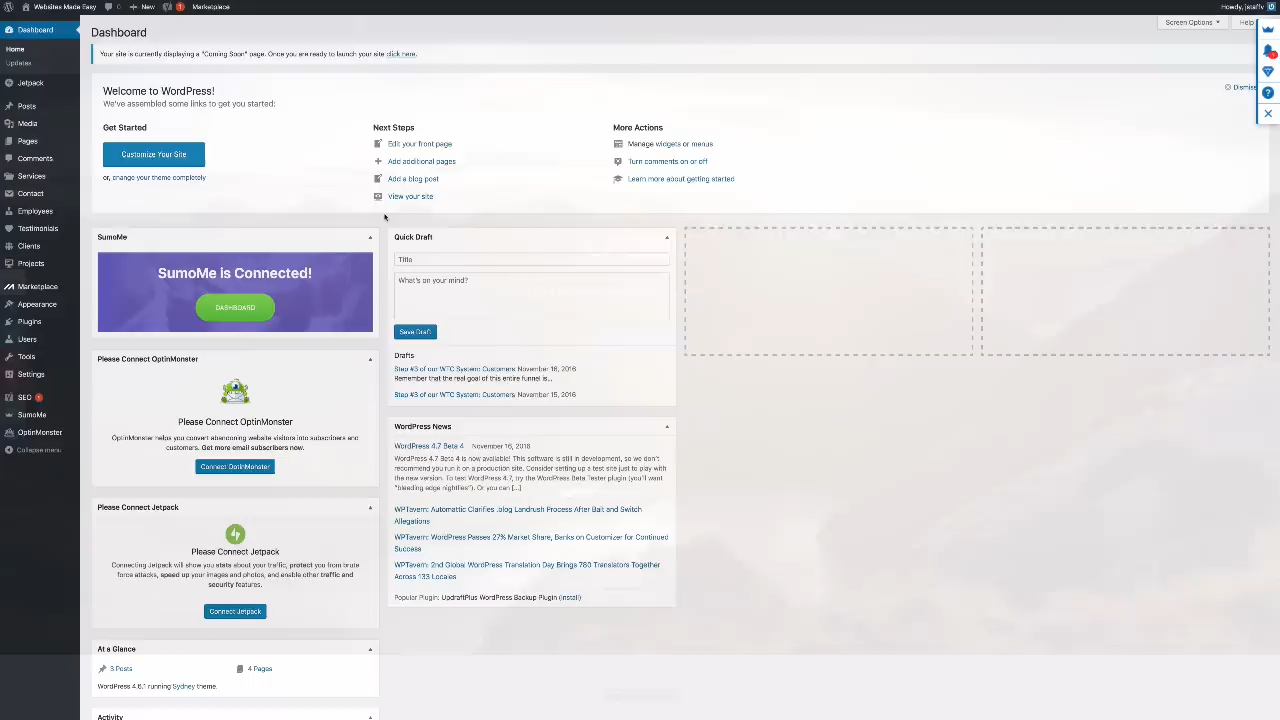 Websites Made Easy
0
New
1
Marketplace
Howdy, jstaffv
Dashboard
Home
Updates
Jetpack
Posts
Media
Pages
Comments
Services
Contact
Employees
Testimonials
Clients
Projects
Marketplace
Appearance
Plugins
Users
Tools
Settings
SEO 1
SumoMe
OptinMonster
Collapse menu
Dashboard
Screen Options
Help
Your site is currently displaying a "Coming Soon" page. Once you are ready to launch your site click here.
Welcome to WordPress!
We've assembled some links to get you started:
Dismiss
Get Started
Customize Your Site
or, change your theme completely
Next Steps
Edit your front page
Add additional pages
Add a blog post
View your site
More Actions
Manage widgets or menus
Turn comments on or off
Learn more about getting started
SumoMe
SumoMe is Connected!
DASHBOARD
Please Connect OptinMonster
Please Connect OptinMonster
OptinMonster helps you convert abandoning website visitors into subscribers and
customers. Get more email subscribers now.
Connect OptinMonster
Please Connect Jetpack
Please Connect Jetpack
Connecting Jetpack will show you stats about your traffic, protect you from brute
force attacks, speed up your images and photos, and enable other traffic and
security features.
Connect Jetpack
At a Glance
3 Posts
4 Pages
WordPress 4.6.1 running Sydney theme.
Activity
Quick Draft
Title
What's on your mind?
Save Draft
Drafts
Step #3 of our WTC System: Customers November 16, 2016
Remember that the real goal of this entire funnel is...
Step #3 of our WTC System: Customers November 15, 2016
WordPress News
WordPress 4.7 Beta 4 November 16, 2016
WordPress 4.7 Beta 4 is now available! This software is still in development, so we don't
recommend you run it on a production site. Consider setting up a test site just to play with
the new version. To test WordPress 4.7, try the WordPress Beta Tester plugin (you'll want
"bleeding edge nightlies"). Or you can [...]
WPTavern: Automattic Clarifies .blog Landrush Process After Bait and Switch
Allegations
WPTavern: WordPress Passes 27% Market Share, Banks on Customizer for Continued
Success
WPTavern: 2nd Global WordPress Translation Day Brings 780 Translators Together
Across 133 Locales
Popular Plugin: UpdraftPlus WordPress Backup Plugin (Install)